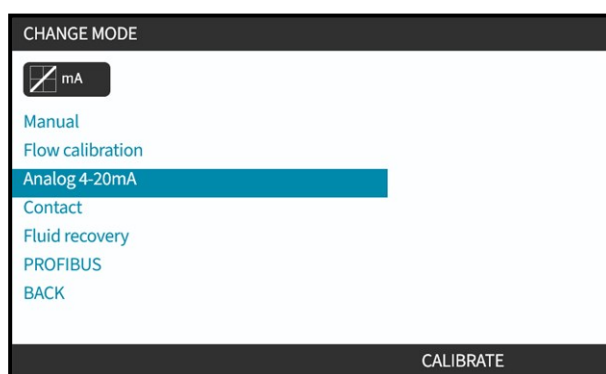 CHANGE MODE
mA
Manual
Flow calibration
Analog 4-20mA
Contact
Fluid recovery
PROFIBUS
BACK
CALIBRATE